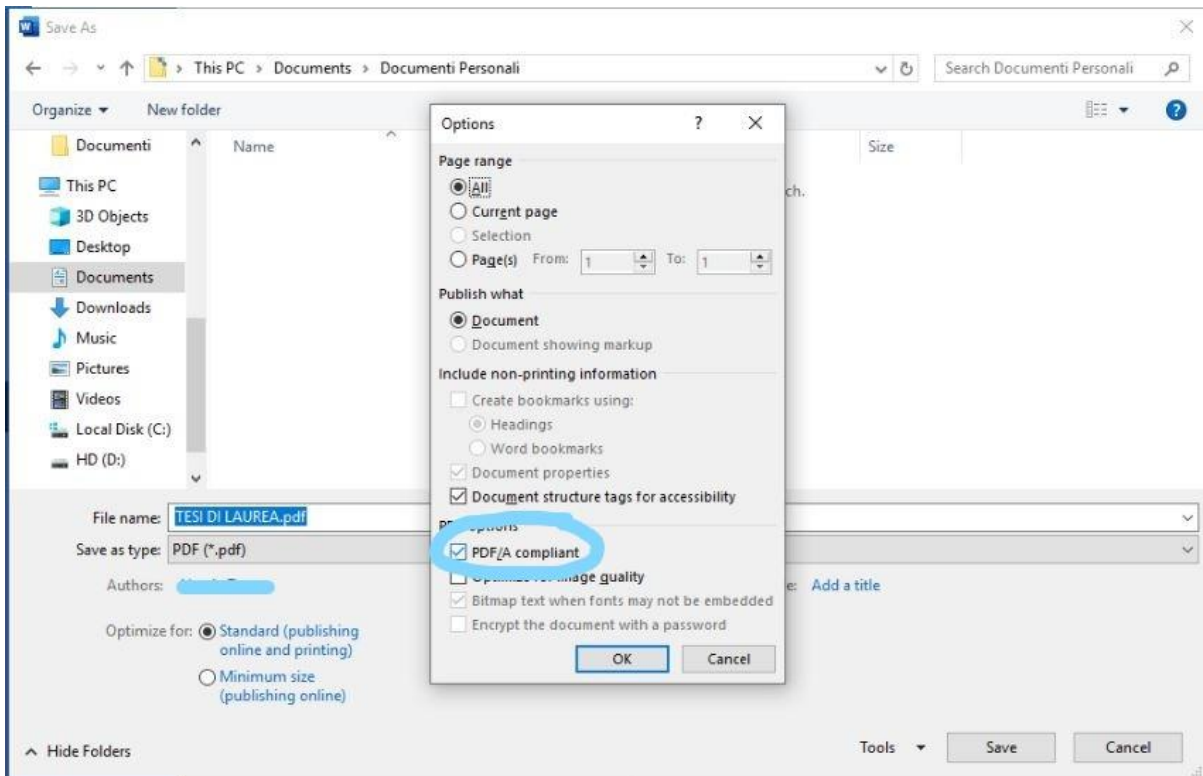 Save As
This PC > Documents > Documenti Personali
Search Documenti Personali
Organize
New folder
Documenti
This PC
3D Objects
Desktop
Documents
Downloads
Music
Pictures
Videos
Local Disk (C:)
HD (D:)
Name
Size
ch.
Options
?
Page range
All
Current page
Selection
Page(s) From: 1 To: 1
Publish what
Document
Document showing markup
Include non-printing information
Create bookmarks using:
Headings
Word bookmarks
Document properties
Document structure tags for accessibility
options
PDF/A compliant
Optimize for image quality
Bitmap text when fonts may not be embedded
Encrypt the document with a password
OK
Cancel
File name: TESI DI LAUREA.pdf
Save as type: PDF (*.pdf)
Authors:
Add a title
Optimize for: Standard (publishing
online and printing)
Minimum size
(publishing online)
Hide Folders
Tools
Save
Cancel